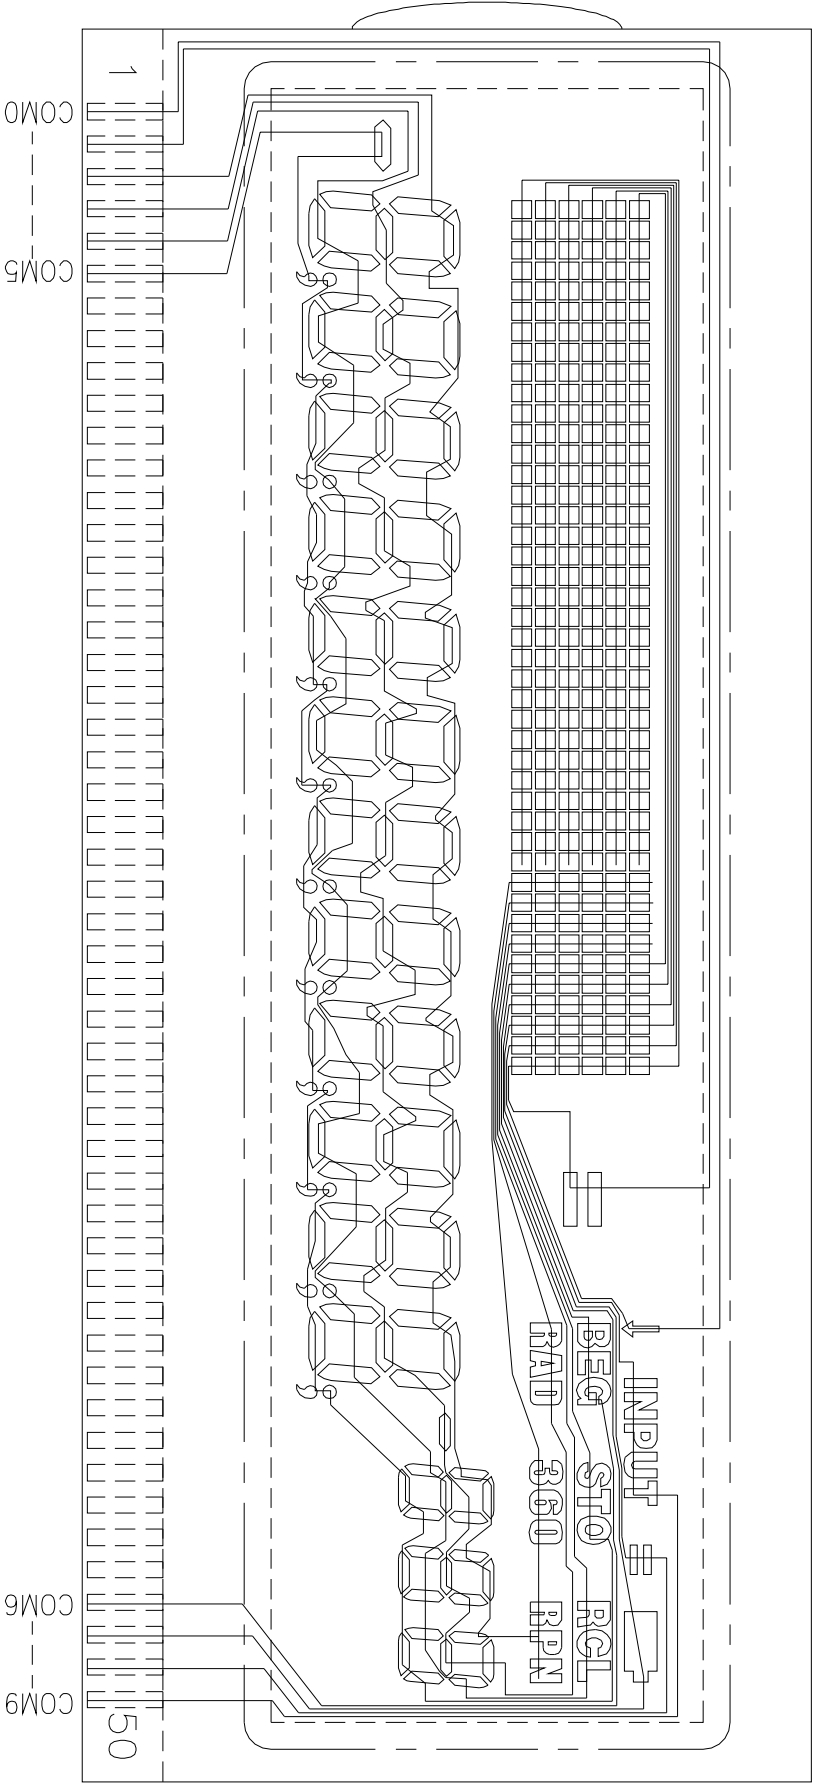 1
COM0
COM5
COM6
COM9
50
INPUT
BEG STO RCL
RAD 360 RPN